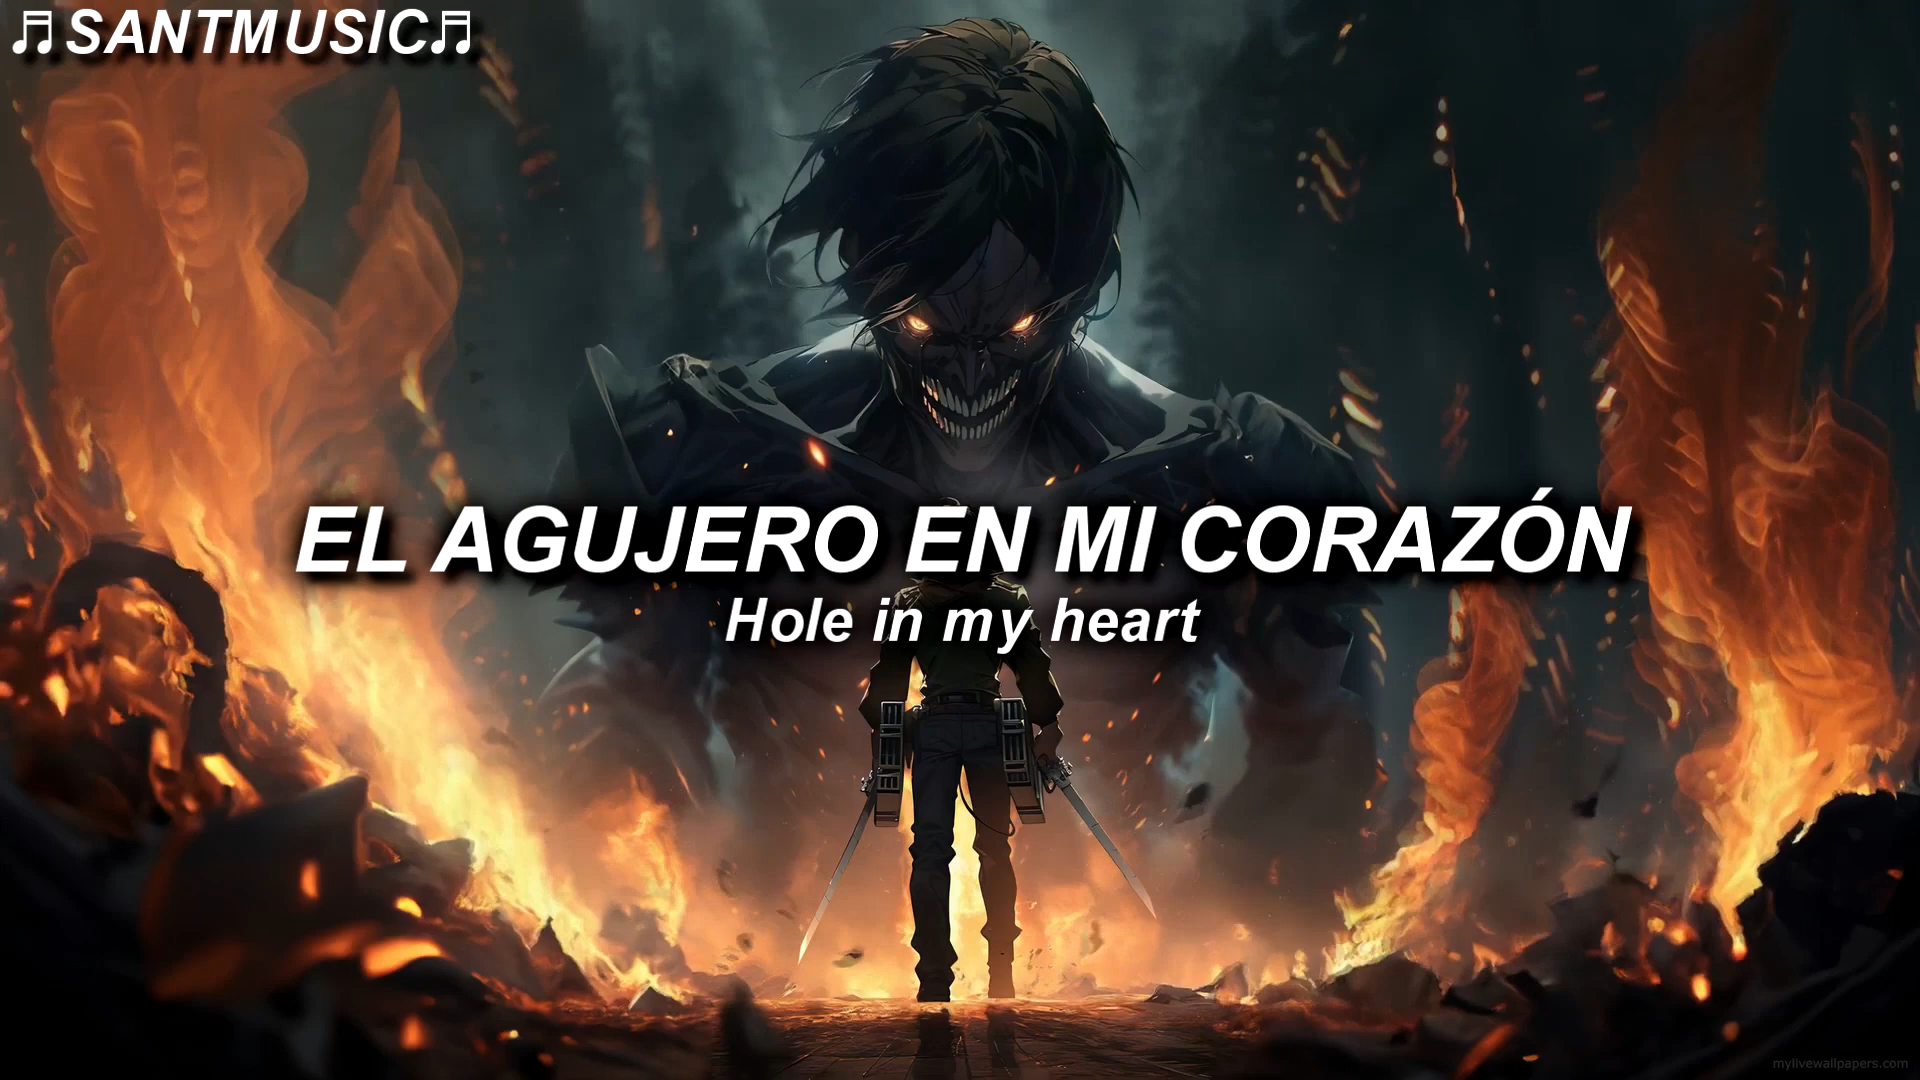 ♬SANTMUSIC♬
EL AGUJERO EN MI CORAZÓN
Hole in my heart
mylivewallpapers.com